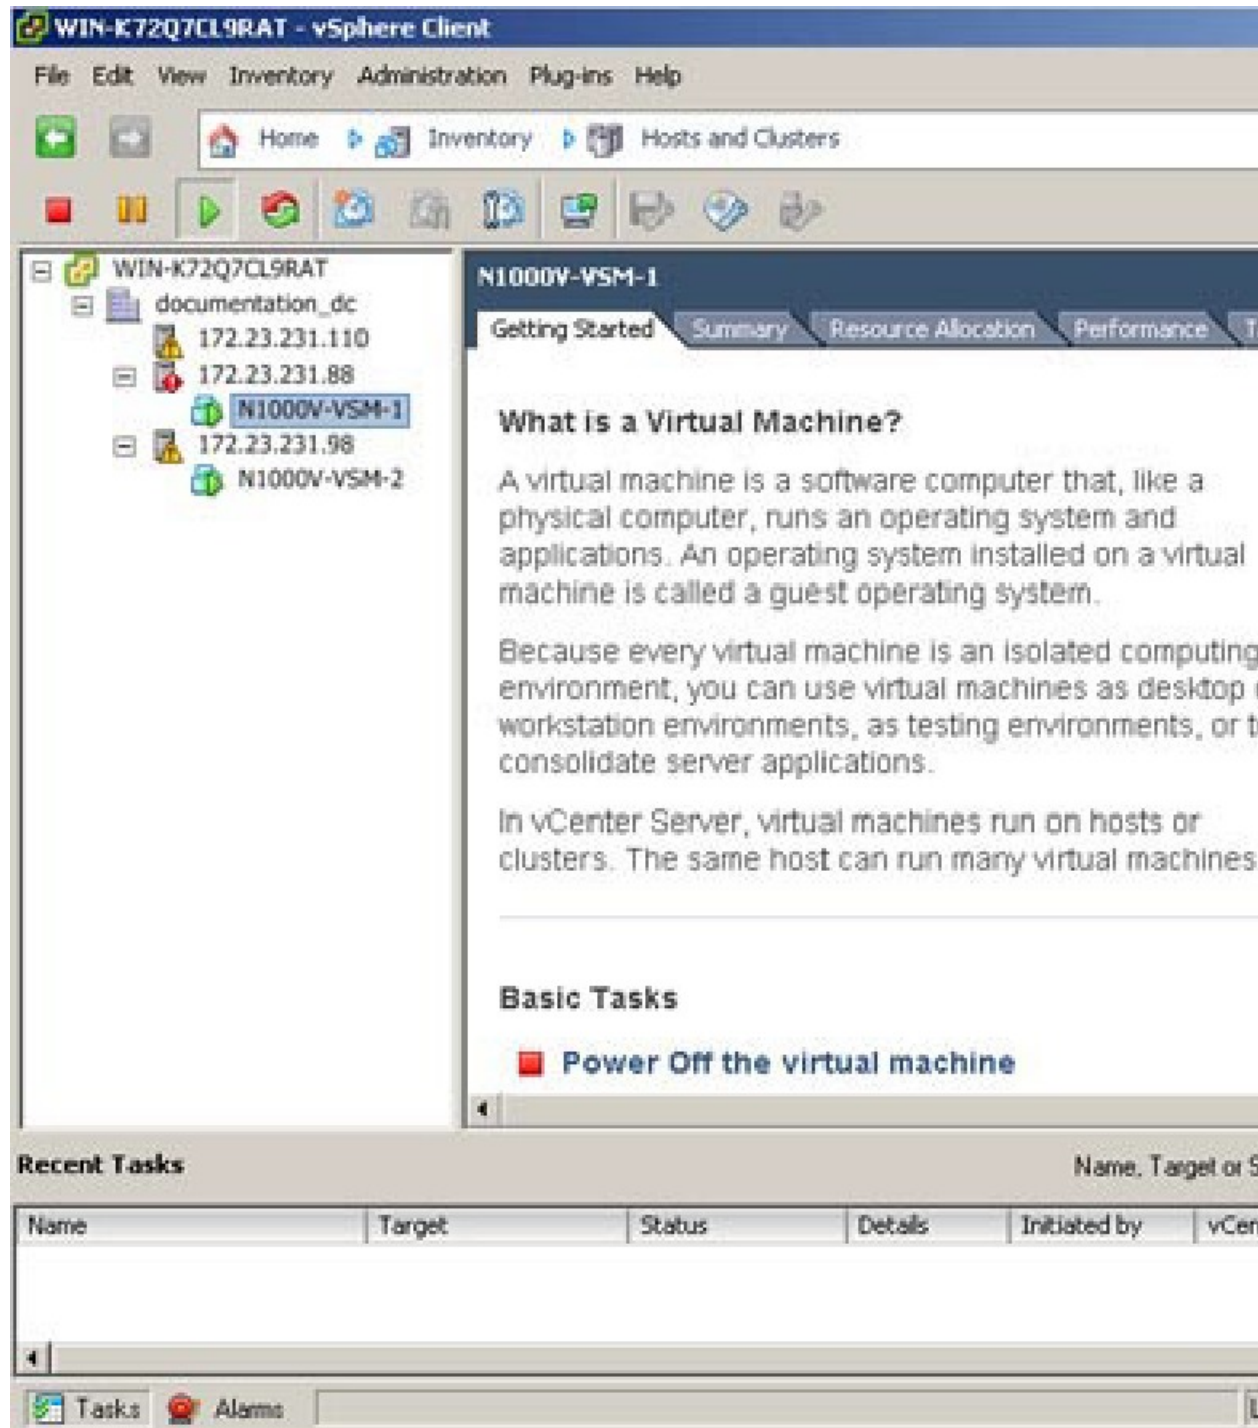 WIN-K72Q7CL9RAT - vSphere Client
File Edit View Inventory Administration Plug-ins Help
Home Inventory Hosts and Clusters
WIN-K72Q7CL9RAT
documentation_dc
172.23.231.110
172.23.231.88
N1000V-VSM-1
172.23.231.98
N1000V-VSM-2
N1000V-VSM-1
Getting Started Summary Resource Allocation Performance
What is a Virtual Machine?
A virtual machine is a software computer that, like a
physical computer, runs an operating system and
applications. An operating system installed on a virtual
machine is called a guest operating system.
Because every virtual machine is an isolated computing
environment, you can use virtual machines as desktop
workstation environments, as testing environments, or
consolidate server applications.
In vCenter Server, virtual machines run on hosts or
clusters. The same host can run many virtual machines
Basic Tasks
Power Off the virtual machine
Recent Tasks
Name, Target or S
Name Target Status Details Initiated by vCen
Tasks Alarms